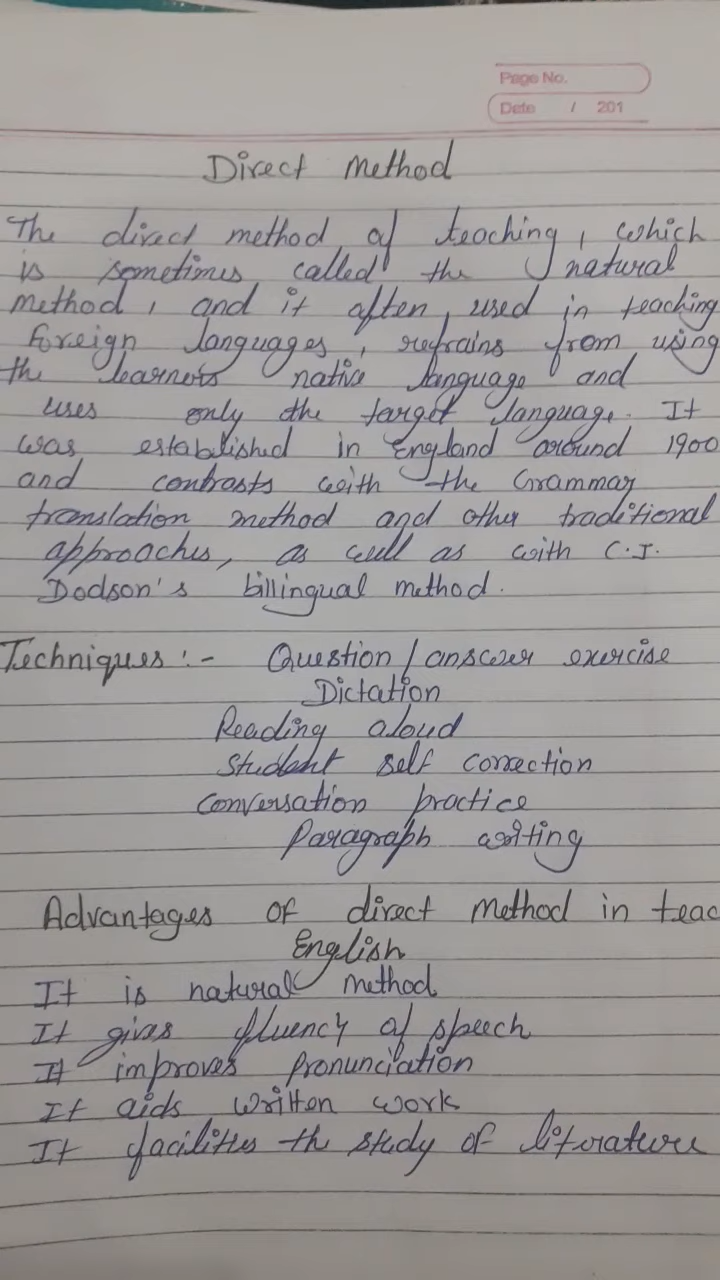 Page No.
Date / 201
Direct Method
The direct method of teaching, which
is sometimes called the natural
method, and it often, used in teaching
foreign languages, refrains from using
the learners native language and
uses only the target language. It
was established in England around 1900
and contrasts with the Grammar
translation method and other traditional
approaches, as well as with C.J.
Dodson's billingual method.
Techniques :- Question / answer exercise
Dictation
Reading aloud
Student self correction
Conversation practice
Paragraph writing
Advantages of direct method in teac
English
It is natural method
It gives fluency of speech
It improves Pronunciation
It aids written work
It facilities the study of literature